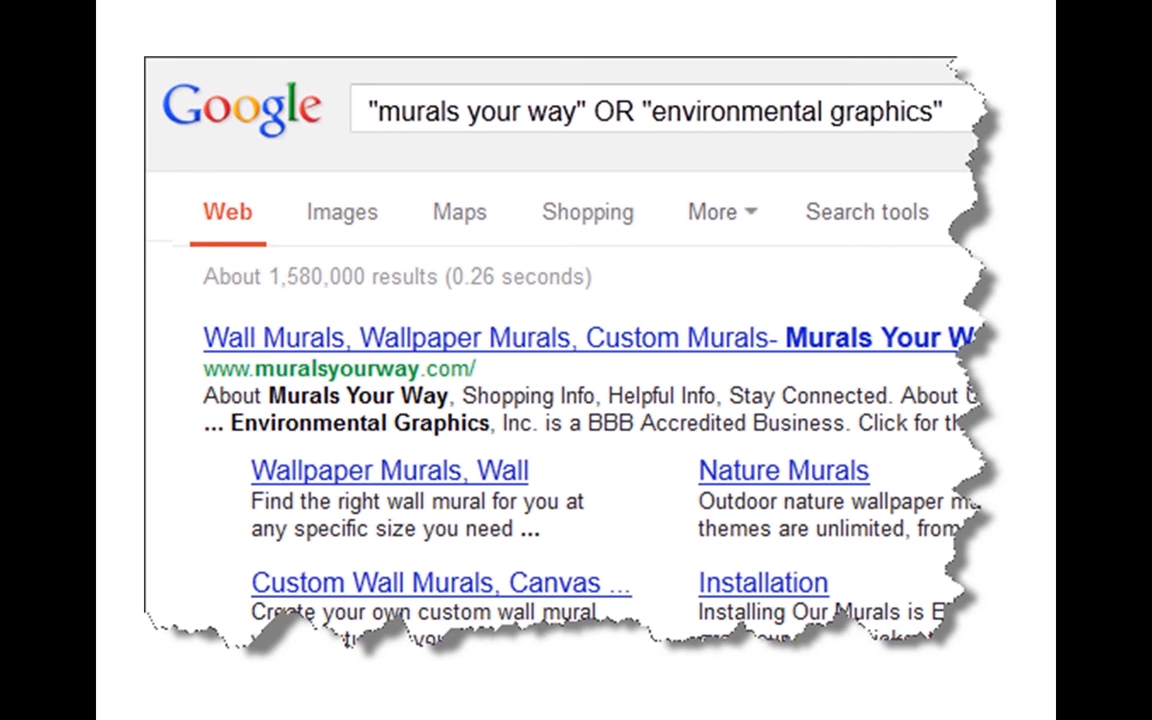 Google
"murals your way" OR "environmental graphics"
Web Images Maps Shopping More Search tools
About 1,580,000 results (0.26 seconds)
Wall Murals, Wallpaper Murals, Custom Murals- Murals Your
www.muralsyourway.com/
About Murals Your Way, Shopping Info, Helpful Info, Stay Connected. About
... Environmental Graphics, Inc. is a BBB Accredited Business. Click for
Wallpaper Murals, Wall
Find the right wall mural for you at
any specific size you need ...
Nature Murals
Outdoor nature wallpaper
themes are unlimited, from
Custom Wall Murals, Canvas ...
Create your own custom wall mural
Installation
Installing Our Murals is